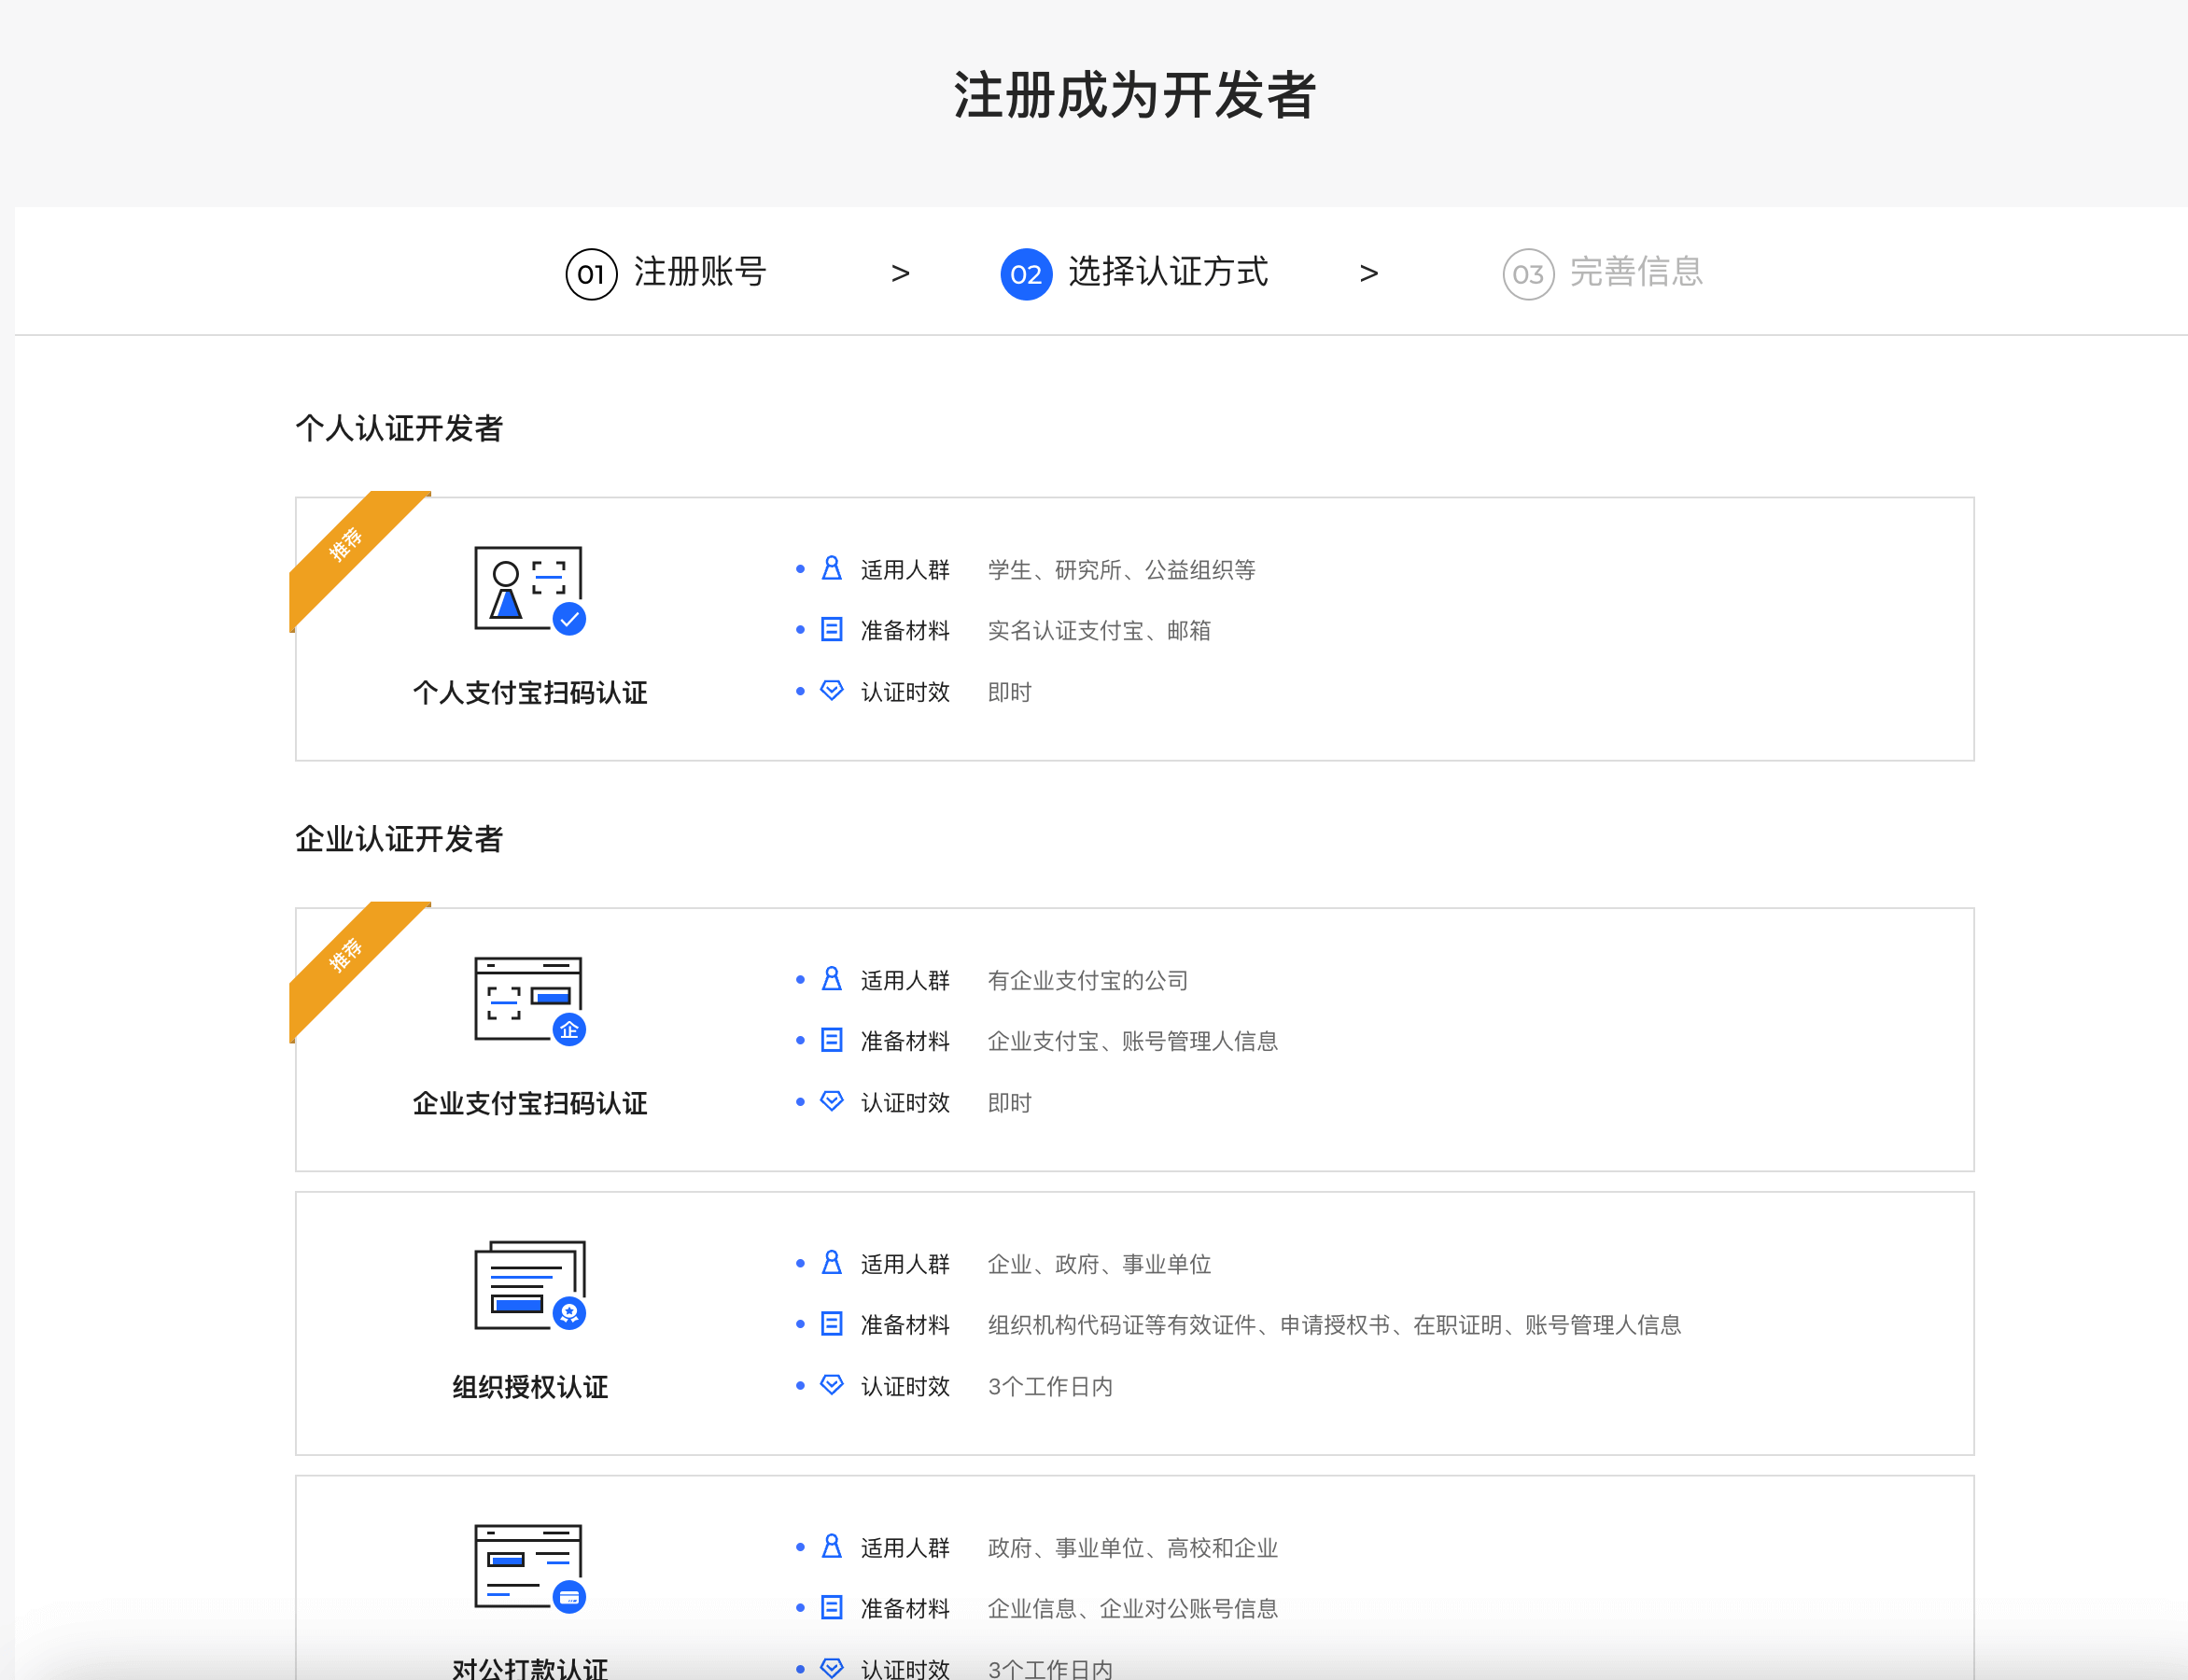 注册成为开发者
01 注册账号 > 02 选择认证方式 > 03 完善信息
个人认证开发者
推荐
适用人群 学生、研究所、公益组织等
准备材料 实名认证支付宝、邮箱
认证时效 即时
个人支付宝扫码认证
企业认证开发者
推荐
适用人群 有企业支付宝的公司
企
准备材料 企业支付宝、账号管理人信息
认证时效 即时
企业支付宝扫码认证
适用人群 企业、政府、事业单位
准备材料 组织机构代码证等有效证件、申请授权书、在职证明、账号管理人信息
认证时效 3个工作日内
组织授权认证
适用人群 政府、事业单位、高校和企业
准备材料 企业信息、企业对公账号信息
认证时效 3个工作日内
对公打款认证